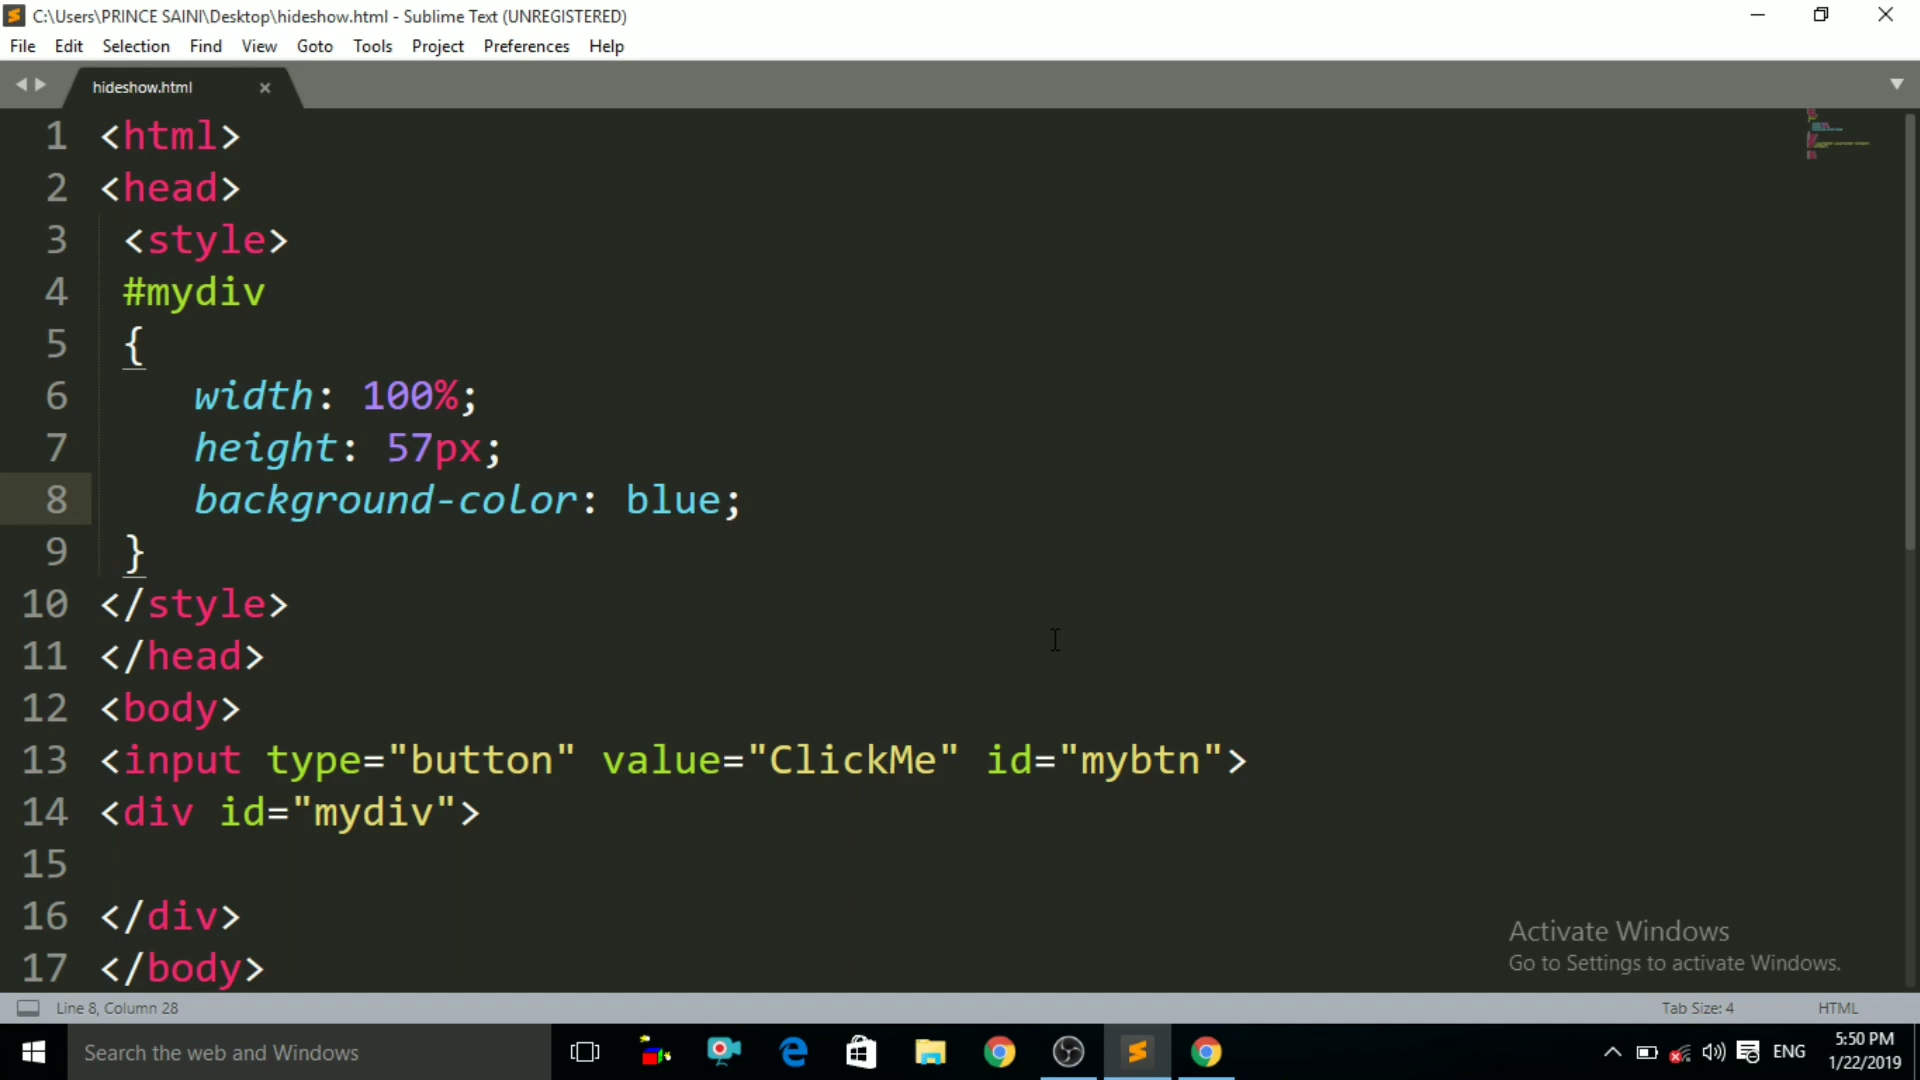 C:\Users\PRINCE SAINI\Desktop\hideshow.html - Sublime Text (UNREGISTERED)
File Edit Selection Find View Goto Tools Project Preferences Help
hideshow.html
1 <html>
2 <head>
3 <style>
4 #mydiv
5 {
6 width: 100%;
7 height: 57px;
8 background-color: blue;
9 }
10 </style>
11 </head>
12 <body>
13 <input type="button" value="ClickMe" id="mybtn">
14 <div id="mydiv">
15
16 </div>
17 </body>
Activate Windows
Go to Settings to activate Windows.
Line 8, Column 28 Tab Size: 4 HTML
Search the web and Windows ENG 5:50 PM
1/22/2019